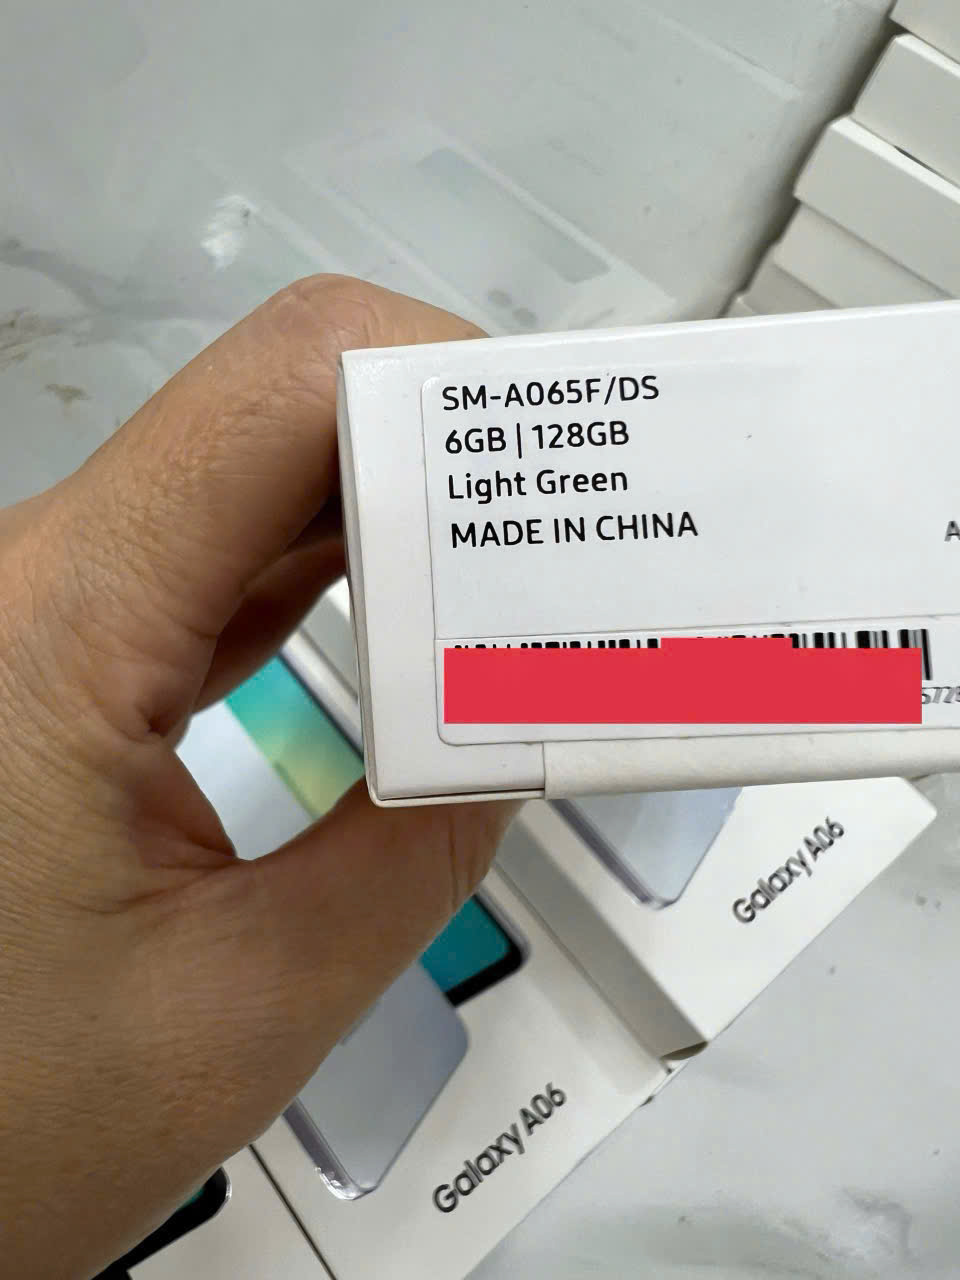 SM-A065F/DS
6GB | 128GB
Light Green
MADE IN CHINA
Galaxy A06
Galaxy A06